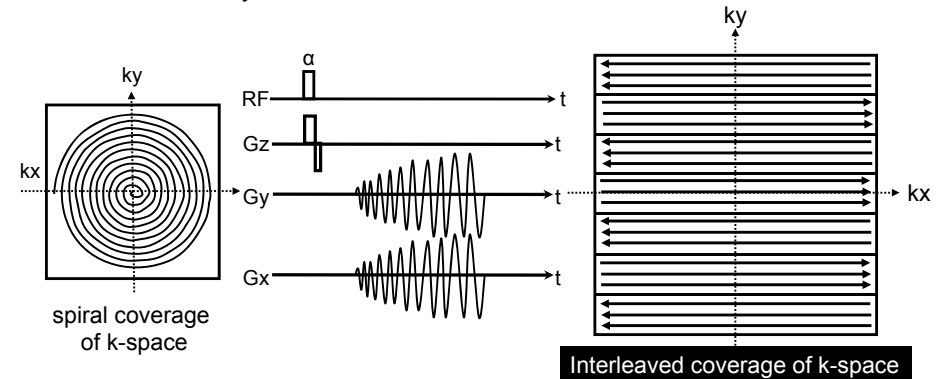 ky
kx
spiral coverage
of k-space
α
RF
t
Gz
t
Gy
t
Gx
t
ky
kx
Interleaved coverage of k-space